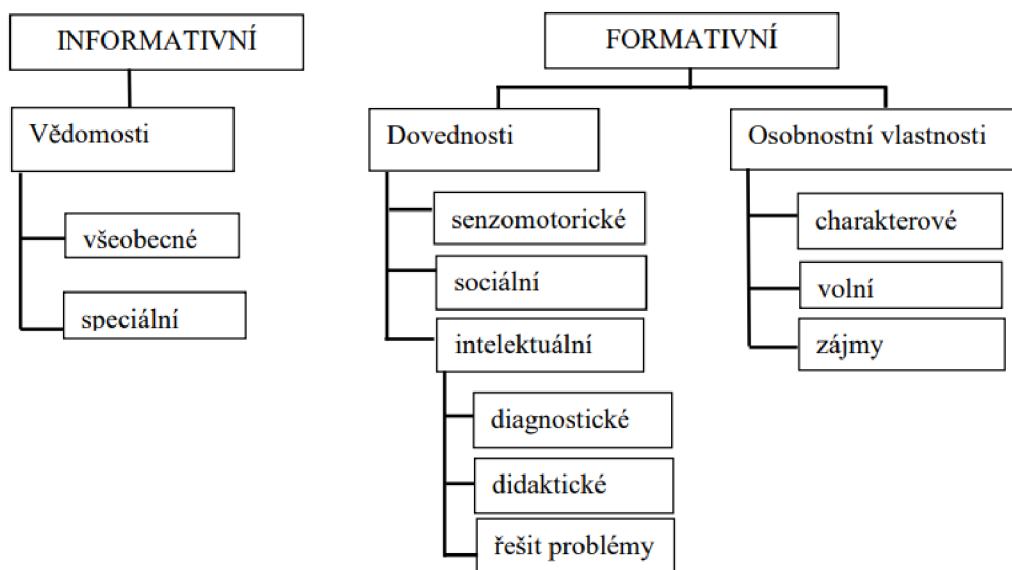 INFORMATIVNÍ
Vědomosti
všeobecné
speciální
FORMATIVNÍ
Dovednosti
senzomotorické
sociální
intelektuální
diagnostické
didaktické
řešit problémy
Osobnostní vlastnosti
charakterové
volní
zájmy